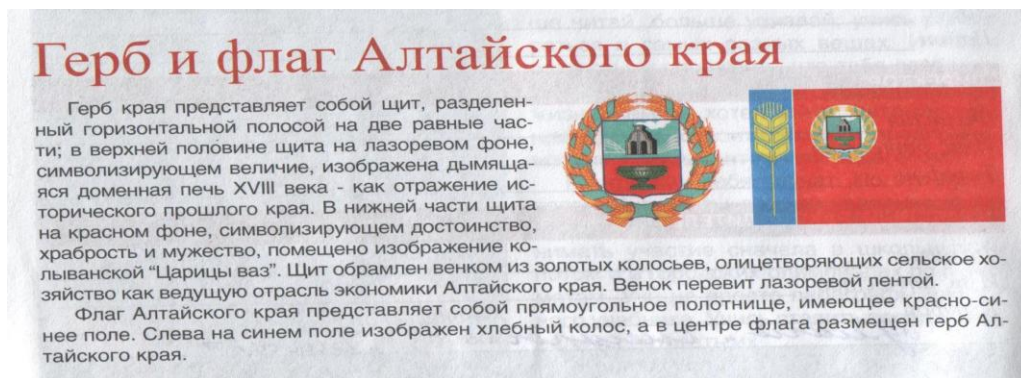 Герб и флаг Алтайского края
Герб края представляет собой щит, разделен-
ный горизонтальной полосой на две равные час-
ти; в верхней половине щита на лазоревом фоне,
символизирующем величие, изображена дымяща-
яся доменная печь XVIII века - как отражение ис-
торического прошлого края. В нижней части щита
на красном фоне, символизирующем достоинство,
храбрость и мужество, помещено изображение ко-
лыванской "Царицы ваз". Щит обрамлен венком из золотых колосьев, олицетворяющих сельское хо-
зяйство как ведущую отрасль экономики Алтайского края. Венок перевит лазоревой лентой.
Флаг Алтайского края представляет собой прямоугольное полотнище, имеющее красно-си-
нее поле. Слева на синем поле изображен хлебный колос, а в центре флага размещен герб Ал-
тайского края.